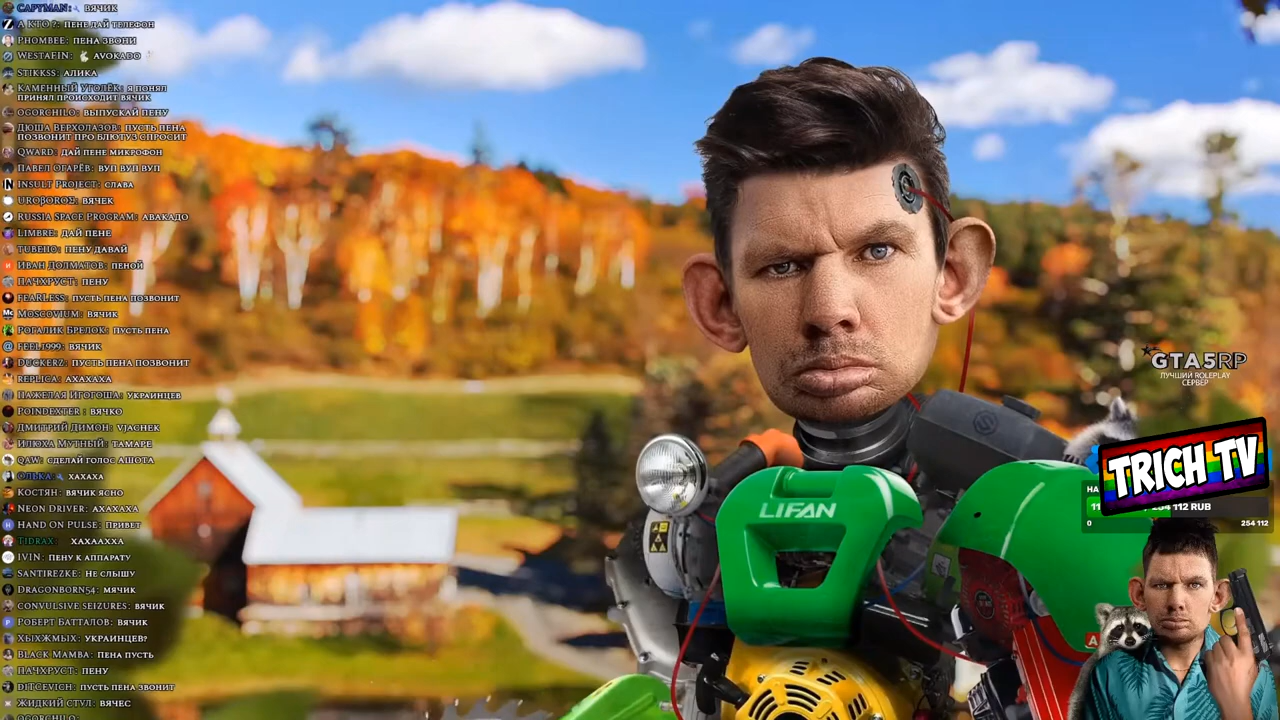 CAPYMAN: ВЯЧИК
А КТО ?: ПЕНЕ ДАЙ ТЕЛЕФОН
PHOMBEE: ПЕНА ЗВОНИ
WESTAFIN: AVOKADO
STIKKSS: АЛИКА
КАМЕННЫЙ УГОЛЁК: Я ПОНЯЛ
ПРИНЯЛ ПРОИСХОДИТ ВЯЧИК
OGORCHILO: ВЫПУСКАЙ ПЕНУ
ДЮША ВЕРХОЛАЗОВ: ПУСТЬ ПЕНА
ПОЗВОНИТ ПРО БЛЮТУЗ СПРОСИТ
QWARD: ДАЙ ПЕНЕ МИКРОФОН
ПАВЕЛ ОГАРЁВ: ВУП ВУП ВУП
INSULT PROJECT: СЛАВА
UROβOROΣ: ВЯЧЕК
RUSSIA SPACE PROGRAM: АВАКАДО
LIMBRE: ДАЙ ПЕНЕ
TUBEHO: ПЕНУ ДАВАЙ
ИВАН ДОЛМАТОВ: ПЕНОЙ
ПАЧХРУСТ: ПЕНУ
FEARLESS: ПУСТЬ ПЕНА ПОЗВОНИТ
MOSCOVIUM: ВЯЧИК
РОГАЛИК БРЕЛОК: ПУСТЬ ПЕНА
FEEL1999: ВЯЧИК
DUCKERZ: ПУСТЬ ПЕНА ПОЗВОНИТ
REPLICA: АХАХАХА
НАЖЕЛАЯ ИГОГОША: УКРАИНЦЕВ
POINDEXTER: ВЯЧКО
ДМИТРИЙ ДИМОН: VJACHEK
ИЛЮХА МУТНЫЙ: ТАМАРЕ
QAW: СДЕЛАЙ ГОЛОС АШОТА
ОЛЬКА: ХАХАХА
КОСТЯН: ВЯЧИК ЯСНО
NEON DRIVER: АХАХАХА
HAND ON PULSE: ПРИВЕТ
TIDRAX: ХАХААХХА
IVIN: ПЕНУ К АППАРАТУ
SANTIREZKE: НЕ СЛЫШУ
DRAGONBORN54: МЯЧИК
CONVULSIVE SEIZURES: ВЯЧИК
РОБЕРТ БАТТАЛОВ: ВЯЧИК
ХЫХЖМЫХ: УКРАИНЦЕВ?
BLACK MAMBA: ПЕНА ПУСТЬ
ПАЧХРУСТ: ПЕНУ
DITCEVICH: ПУСТЬ ПЕНА ЗВОНИТ
ЖИДКИЙ СТУЛ: ВЯЧЕС
OGORCHILO:
LIFAN
GTA5RP
ЛУЧШИЙ ROLEPLAY
СЕРВЕР
TRICH TV
254 112 RUB
0
254 112